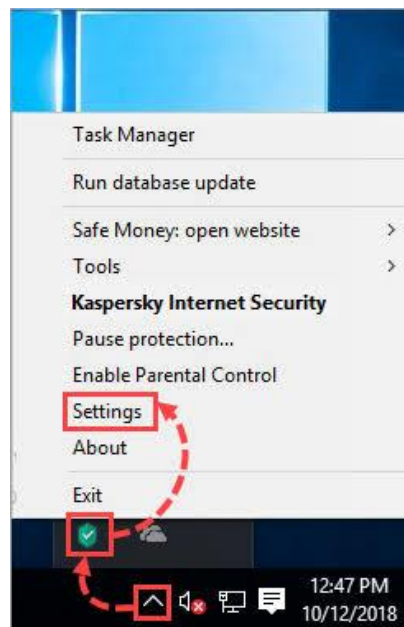 Task Manager
Run database update
Safe Money: open website
Tools
Kaspersky Internet Security
Pause protection...
Enable Parental Control
Settings
About
Exit
12:47 PM
10/12/2018